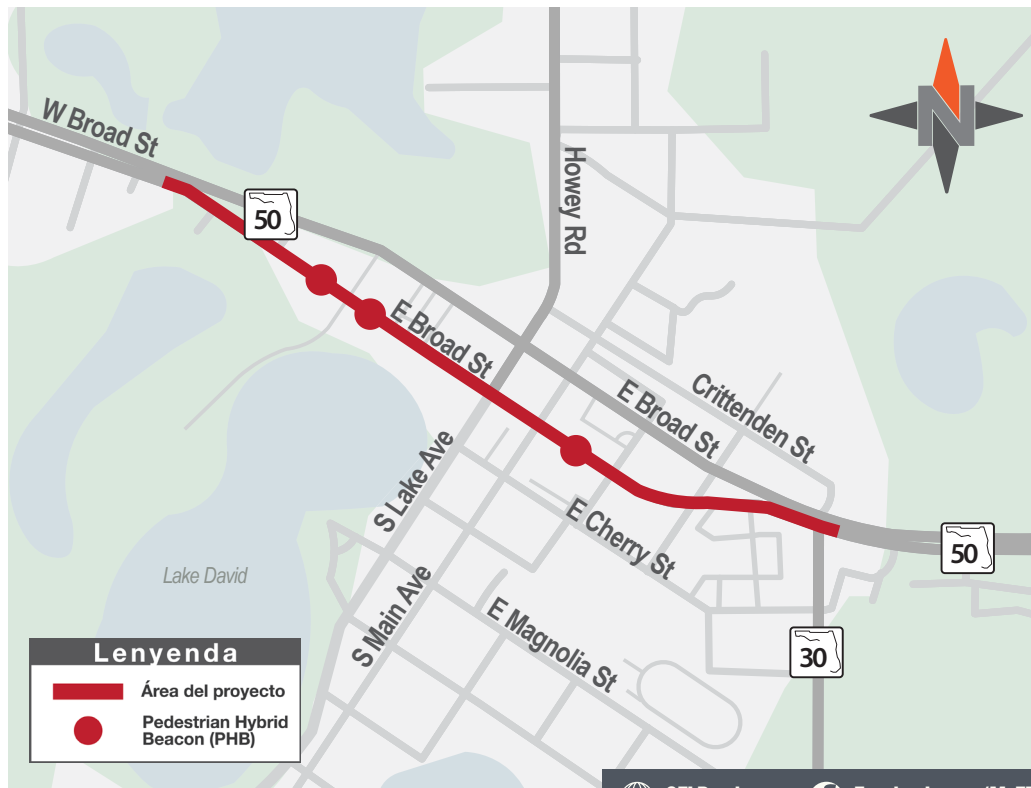 W Broad St
50
Howey Rd
E Broad St
Crittenden St
E Broad St
S Lake Ave
E Cherry St
50
Lake David
S Main Ave
E Magnolia St
30
N
Lenyenda
Área del proyecto
Pedestrian Hybrid
Beacon (PHB)